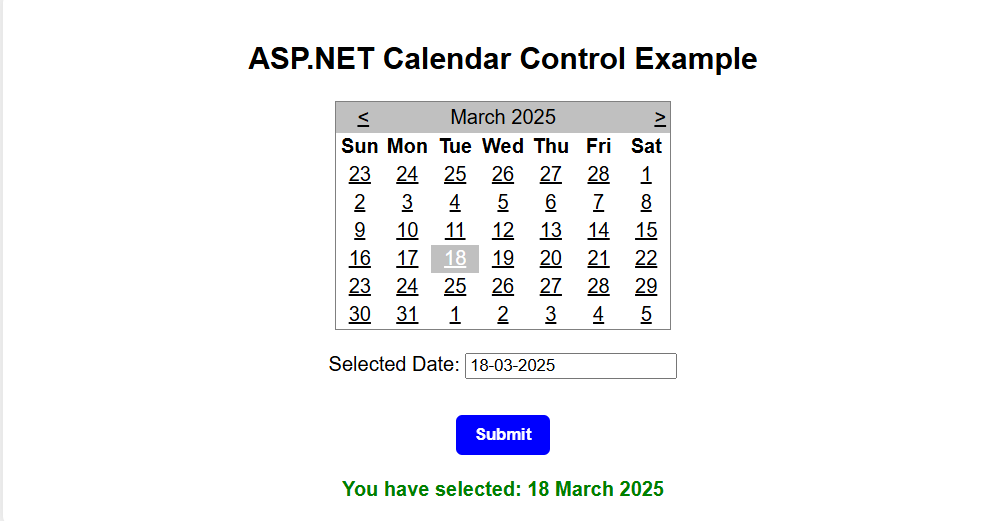 ASP.NET Calendar Control Example
< March 2025 >
Sun Mon Tue Wed Thu Fri Sat
23 24 25 26 27 28 1
2 3 4 5 6 7 8
9 10 11 12 13 14 15
16 17 18 19 20 21 22
23 24 25 26 27 28 29
30 31 1 2 3 4 5
Selected Date: 18-03-2025
Submit
You have selected: 18 March 2025